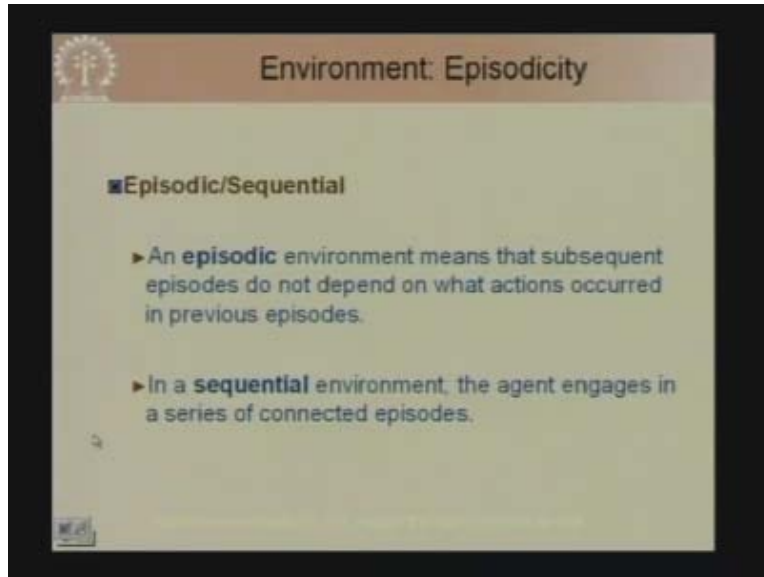 Environment: Episodicity
Episodic/Sequential
►An episodic environment means that subsequent
episodes do not depend on what actions occurred
in previous episodes.
►In a sequential environment, the agent engages in
a series of connected episodes.